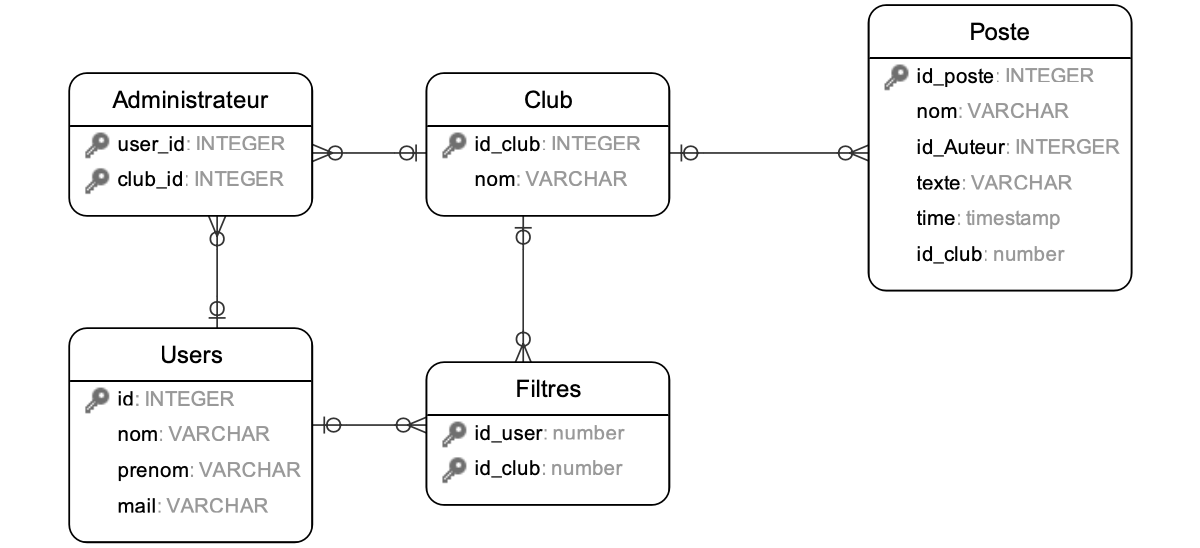 Administrateur
user_id: INTEGER
club_id: INTEGER
Club
id_club: INTEGER
nom: VARCHAR
Poste
id_poste: INTEGER
nom: VARCHAR
id_Auteur: INTERGER
texte: VARCHAR
time: timestamp
id_club: number
Users
id: INTEGER
nom: VARCHAR
prenom: VARCHAR
mail: VARCHAR
Filtres
id_user: number
id_club: number